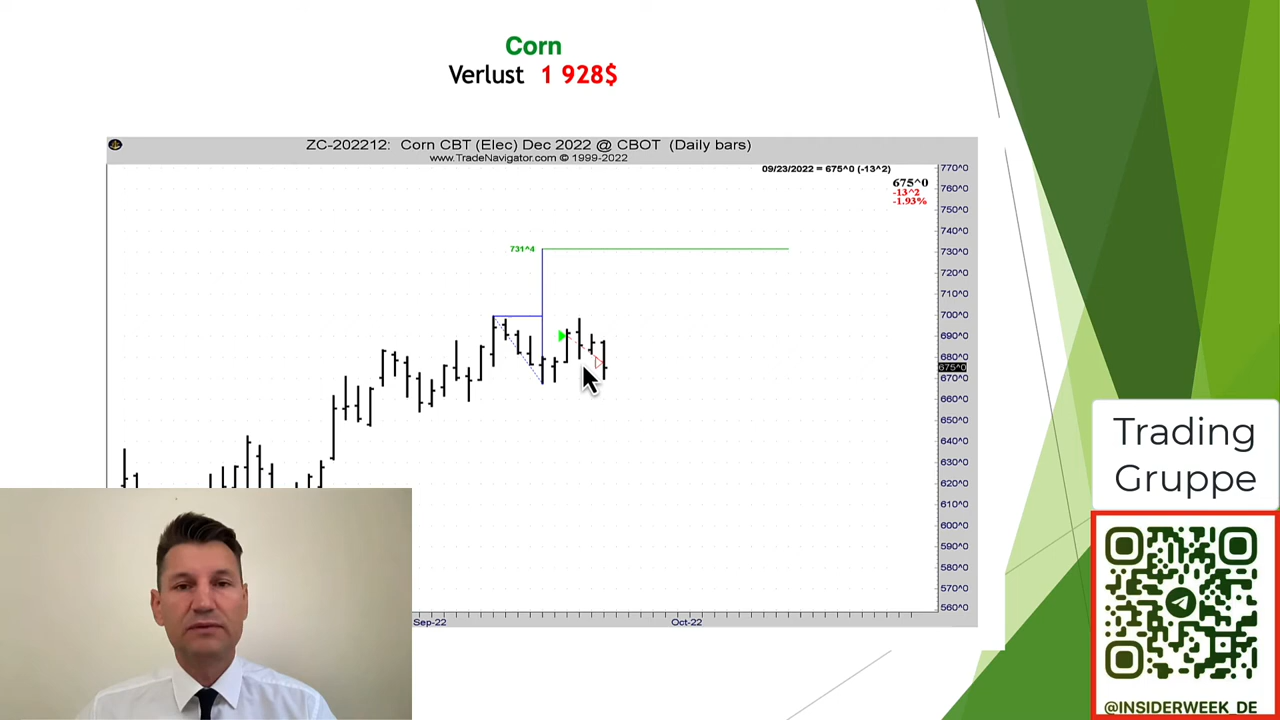 Corn
Verlust 1 928$
ZC-202212: Corn CBT (Elec) Dec 2022 @ CBOT (Daily bars)
www.TradeNavigator.com © 1999-2022
09/23/2022 = 675^0 (-13^2)
675^0
-13^2
-1.93%
770^0
760^0
750^0
740^0
730^0
720^0
710^0
700^0
690^0
680^0
675^0
670^0
660^0
650^0
640^0
630^0
620^0
610^0
600^0
590^0
580^0
570^0
560^0
731^4
Sep-22
Oct-22
Trading
Gruppe
@INSIDERWEEK_DE